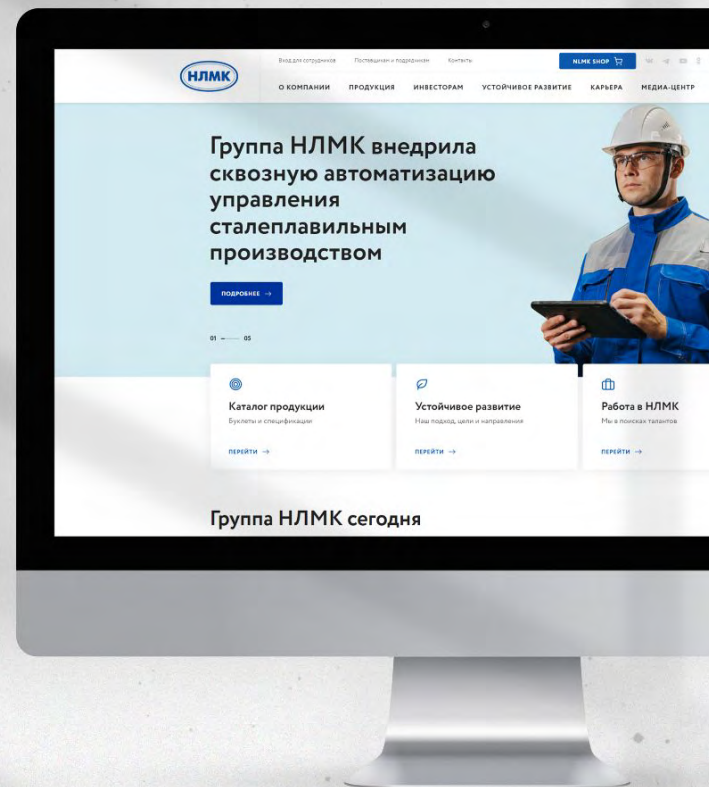 НЛМК
Вход для сотрудников Поставщикам и подрядчикам Контакты NLMK SHOP
О КОМПАНИИ ПРОДУКЦИЯ ИНВЕСТОРАМ УСТОЙЧИВОЕ РАЗВИТИЕ КАРЬЕРА МЕДИА-ЦЕНТР
Группа НЛМК внедрила
сквозную автоматизацию
управления
сталеплавильным
производством
ПОДРОБНЕЕ →
01 05
Каталог продукции
Буклеты и спецификации
ПЕРЕЙТИ →
Устойчивое развитие
Наш подход, цели и направления
ПЕРЕЙТИ →
Работа в НЛМК
Мы в поисках талантов
ПЕРЕЙТИ →
Группа НЛМК сегодня